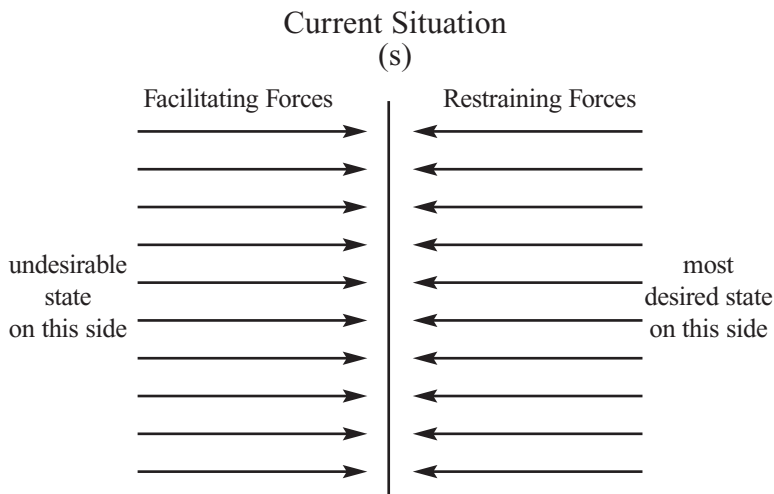 Current Situation
(s)
Facilitating Forces
Restraining Forces
undesirable
state
on this side
most
desired state
on this side